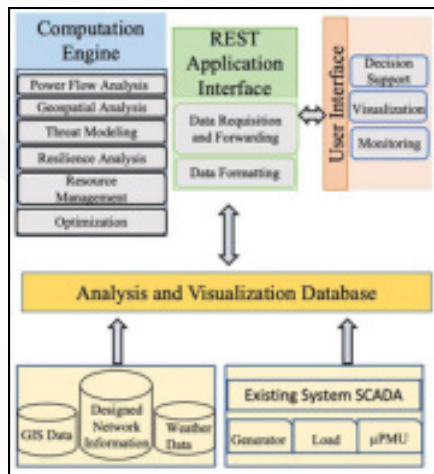 Computation
Engine
Power Flow Analysis
Geospatial Analysis
Threat Modeling
Resilience Analysis
Resource
Management
Optimization
REST
Application
Interface
Data Requisition
and Forwarding
Data Formatting
User Interface
Decision
Support
Visualization
Monitoring
Analysis and Visualization Database
GIS Data
Designed
Network
Information
Weather
Data
Existing System SCADA
Generator
Load
µPMU